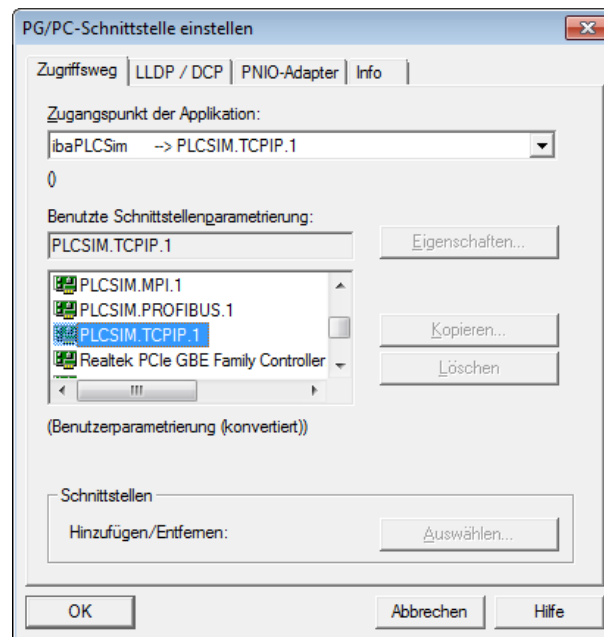 PG/PC-Schnittstelle einstellen
Zugriffsweg LLDP / DCP PNIO-Adapter Info
Zugangspunkt der Applikation:
ibaPLCSim --> PLCSIM.TCPIP.1
()
Benutzte Schnittstellenparametrierung:
PLCSIM.TCPIP.1 Eigenschaften...
PLCSIM.MPI.1
PLCSIM.PROFIBUS.1
PLCSIM.TCPIP.1 Kopieren...
Realtek PCIe GBE Family Controller Löschen
(Benutzerparametrierung (konvertiert))
Schnittstellen
Hinzufügen/Entfernen: Auswählen...
OK Abbrechen Hilfe